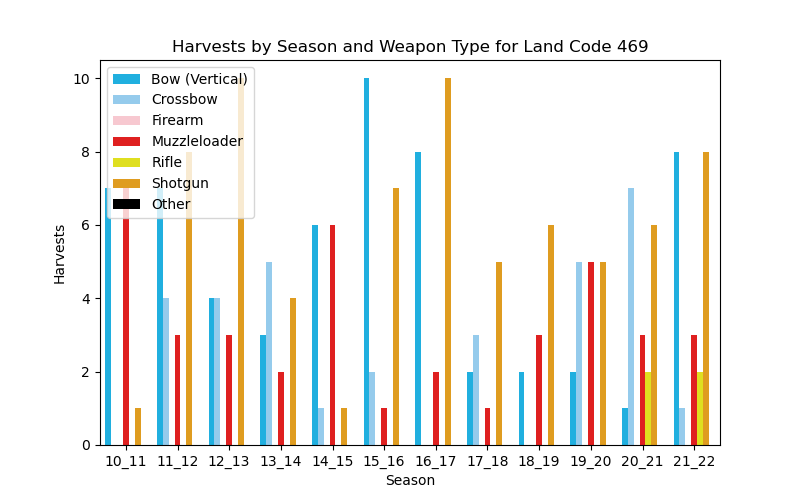 Harvests by Season and Weapon Type for Land Code 469
Bow (Vertical)
Crossbow
Firearm
Muzzleloader
Rifle
Shotgun
Other
10
8
6
4
2
0
Harvests
10_11 11_12 12_13 13_14 14_15 15_16 16_17 17_18 18_19 19_20 20_21 21_22
Season